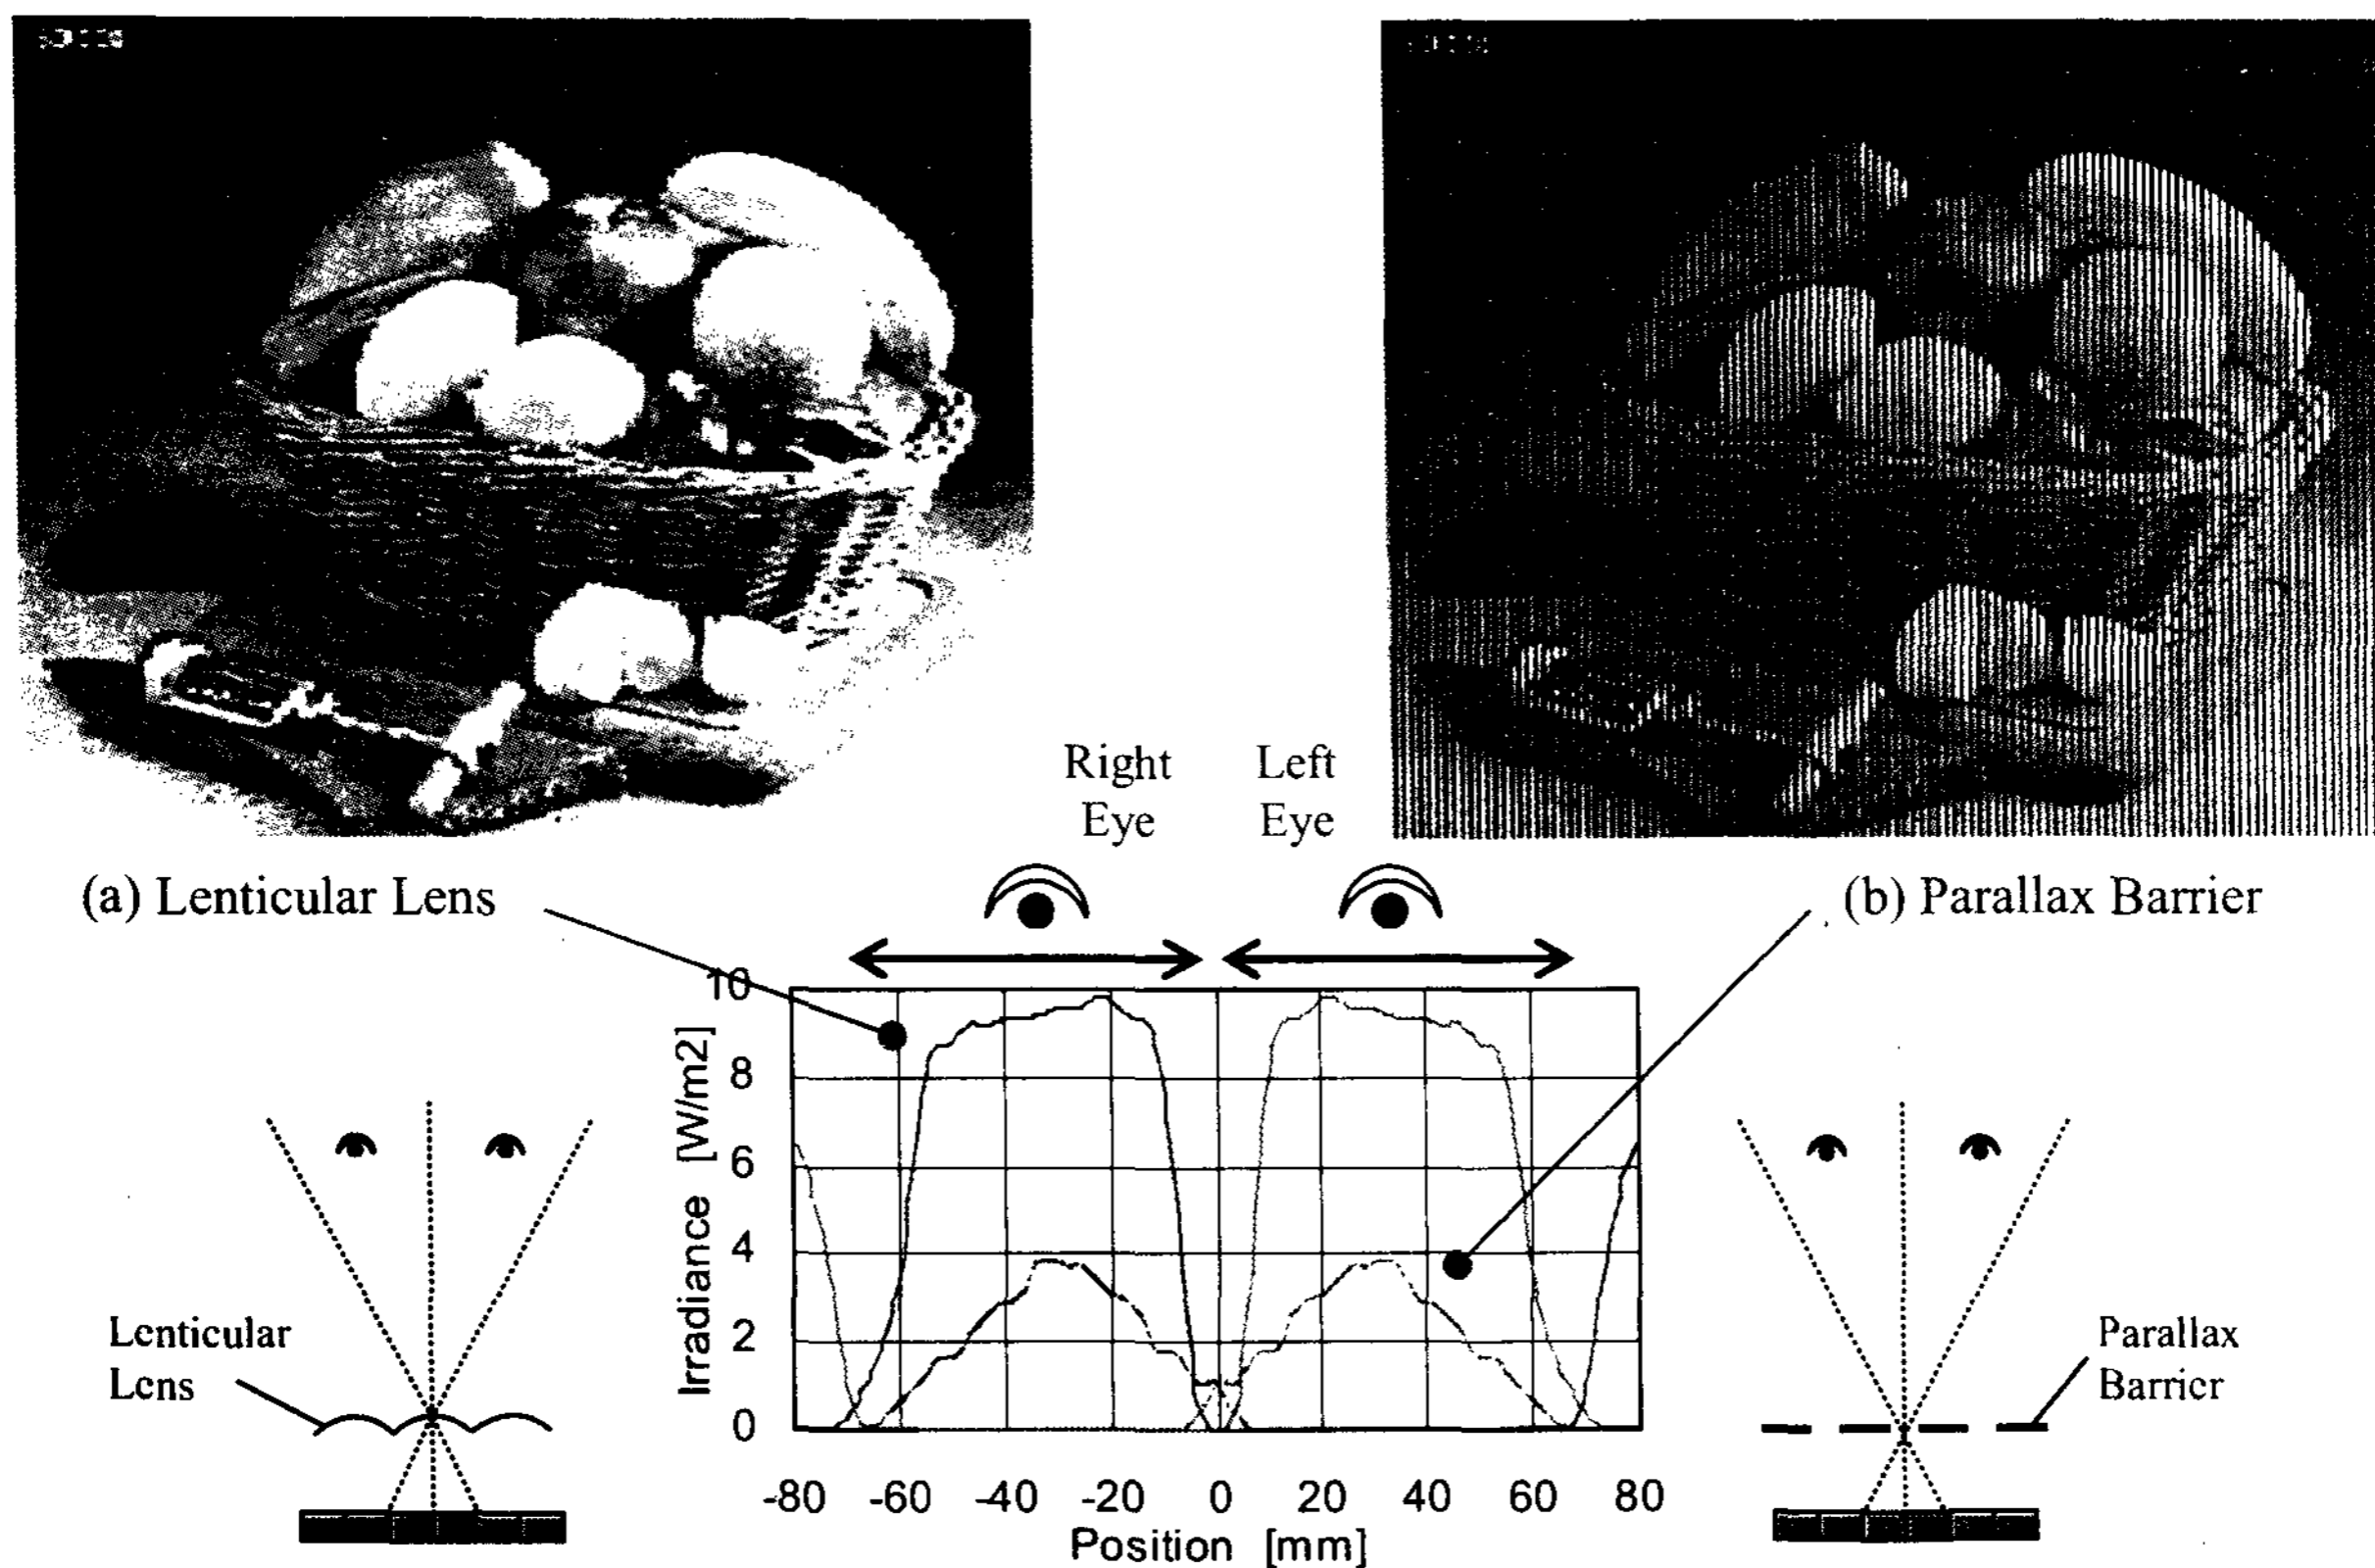 Right
Eye
Left
Eye
(a) Lenticular Lens
(b) Parallax Barrier
10
8
6
4
2
0
Irradiance [W/m2]
-80 -60 -40 -20 0 20 40 60 80
Position [mm]
Lenticular
Lens
Parallax
Barrier